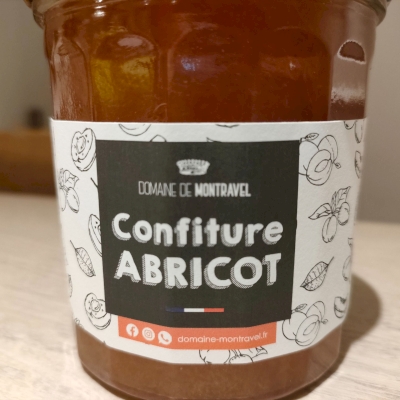 DOMAINE DE MONTRAVEL
Confiture
ABRICOT
domaine-montravel.fr